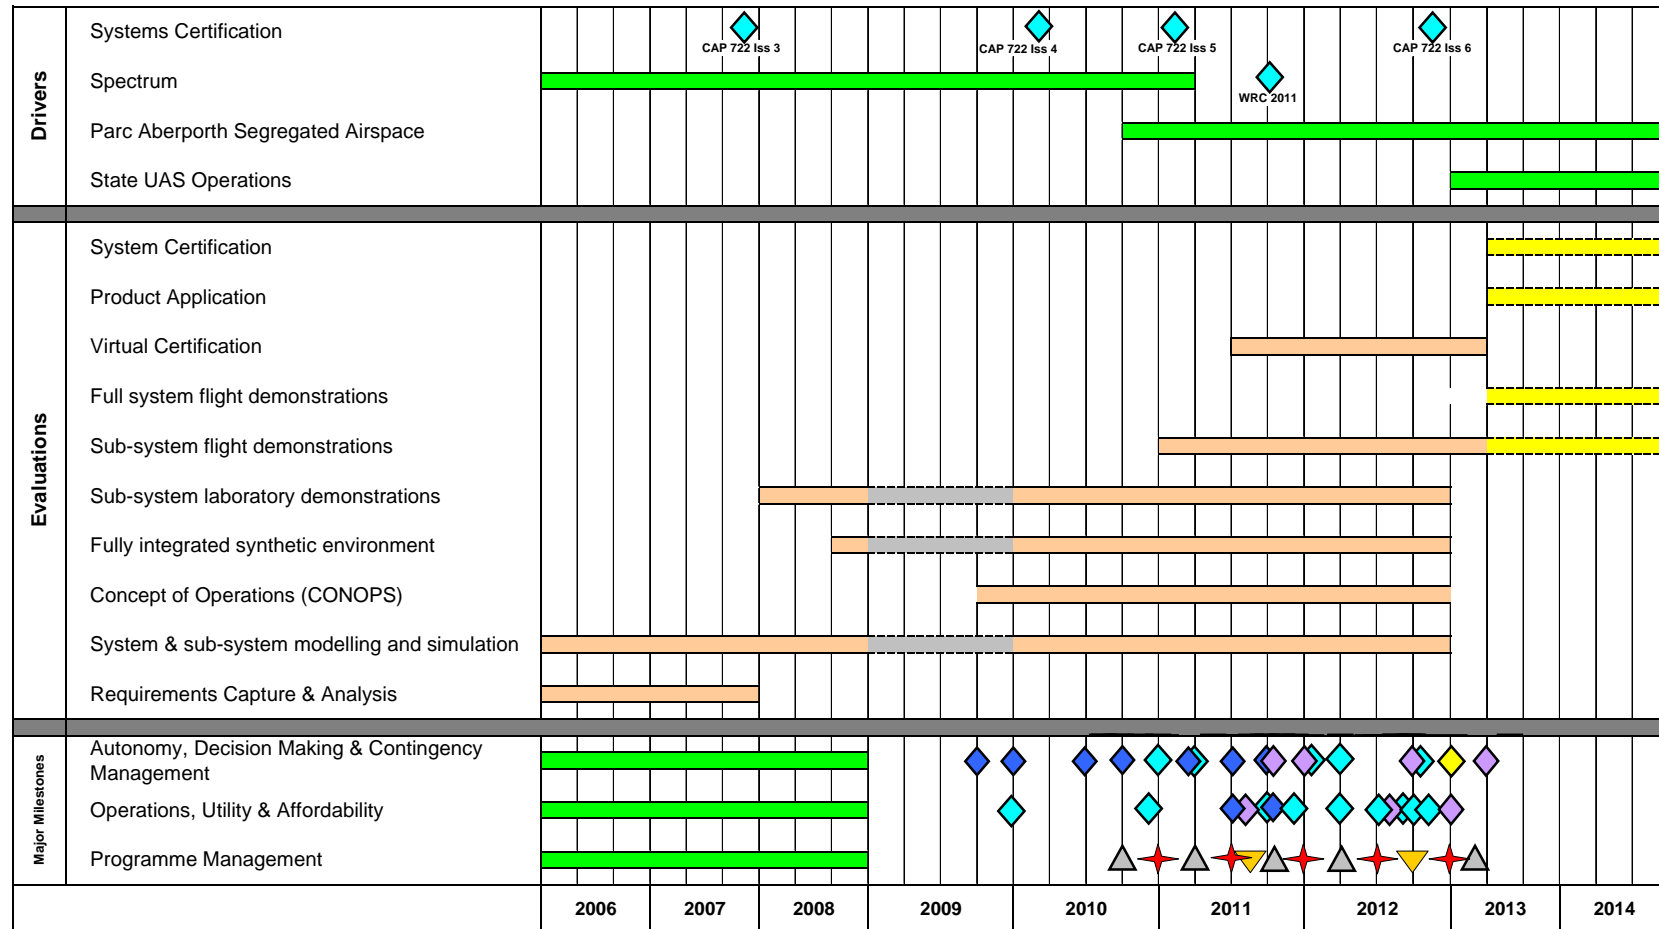 Drivers
Systems Certification
CAP 722 Iss 3
CAP 722 Iss 4
CAP 722 Iss 5
CAP 722 Iss 6
Spectrum
WRC 2011
Parc Aberporth Segregated Airspace
State UAS Operations
Evaluations
System Certification
Product Application
Virtual Certification
Full system flight demonstrations
Sub-system flight demonstrations
Sub-system laboratory demonstrations
Fully integrated synthetic environment
Concept of Operations (CONOPS)
System & sub-system modelling and simulation
Requirements Capture & Analysis
Major Milestones
Autonomy, Decision Making & Contingency
Management
Operations, Utility & Affordability
Programme Management
2006 2007 2008 2009 2010 2011 2012 2013 2014